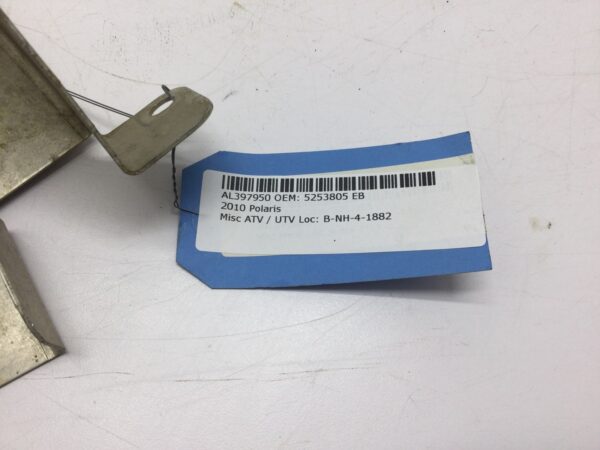 AL397950 OEM: 5253805 EB
2010 Polaris
Misc ATV / UTV Loc: B-NH-4-1882